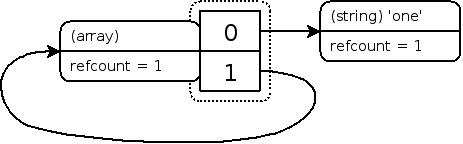 (array)
refcount = 1
0
1
(string) 'one'
refcount = 1